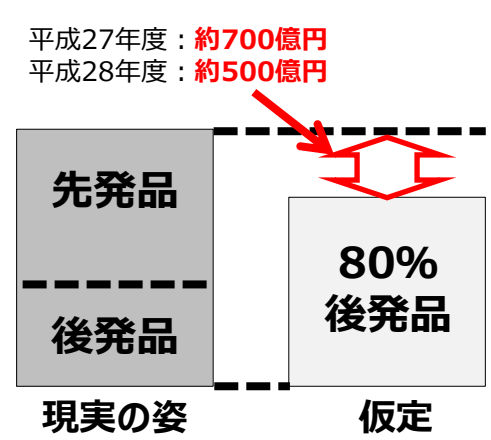 平成27年度：約700億円
平成28年度：約500億円
先発品
後発品
80%
後発品
現実の姿
仮定